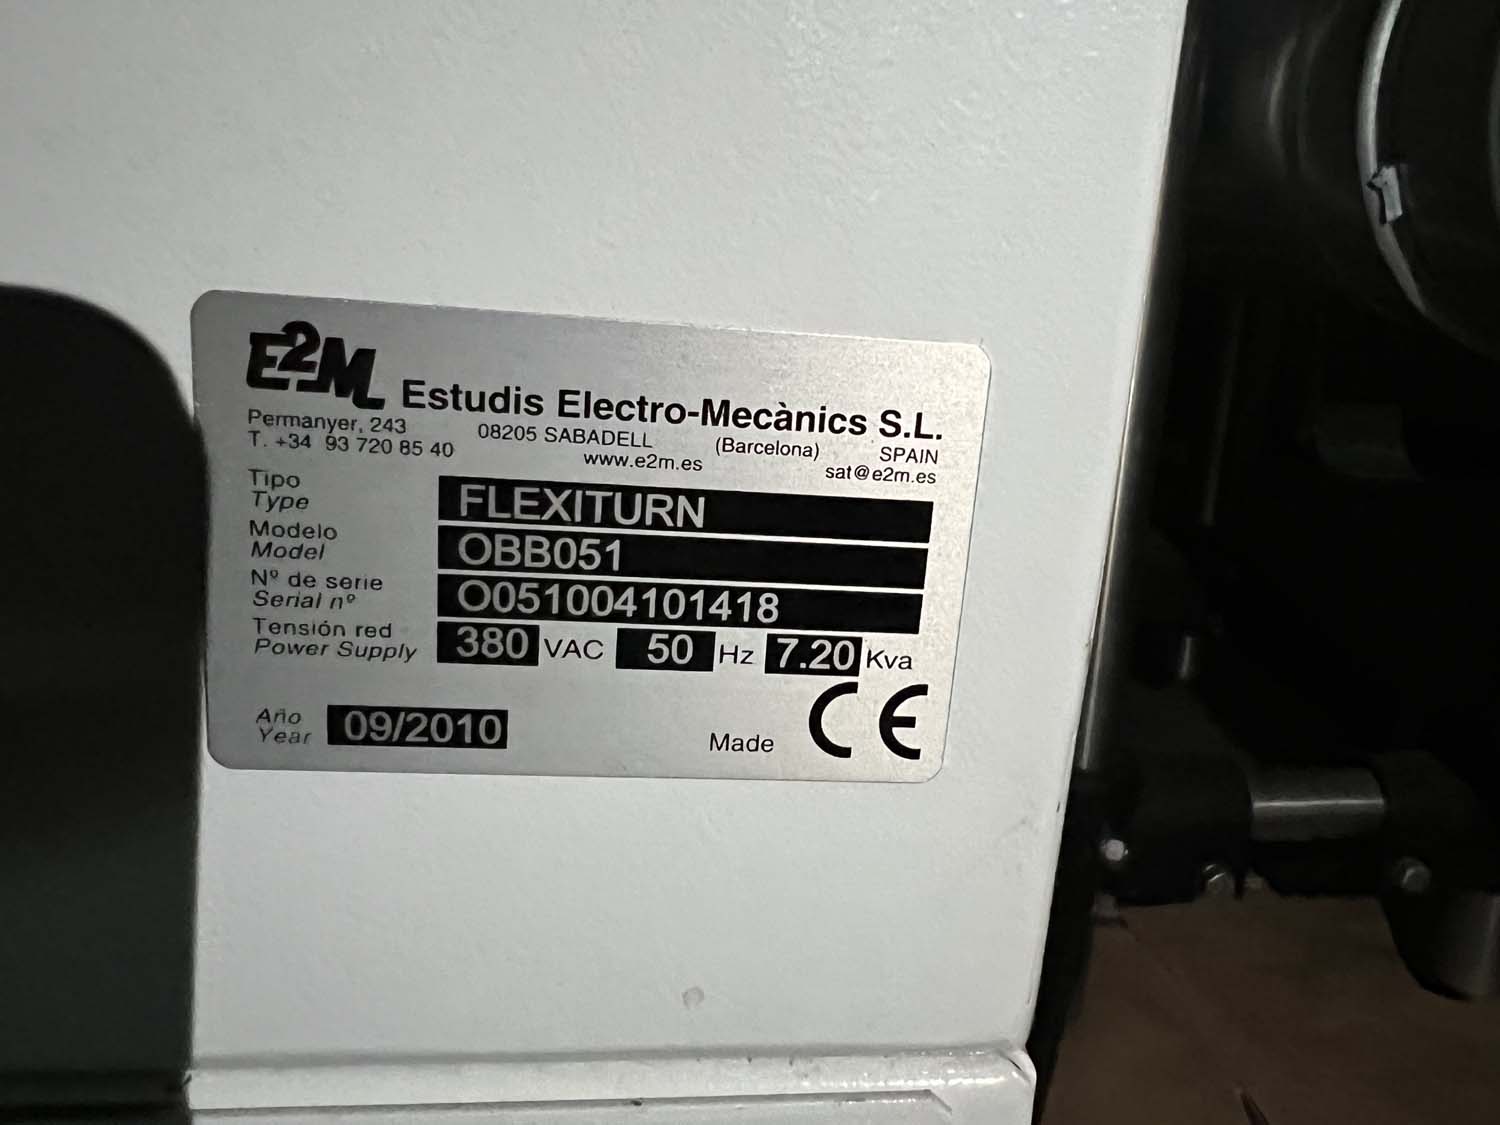 E2M Estudis Electro-Mecànics S.L.
Permanyer, 243 08205 SABADELL (Barcelona) SPAIN
T. +34 93 720 85 40 www.e2m.es sat@e2m.es
Tipo
Type FLEXITURN
Modelo
Model OBB051
Nº de serie
Serial nº O051004101418
Tensión red
Power Supply 380 VAC 50 Hz 7.20 Kva
Año
Year 09/2010 Made CE